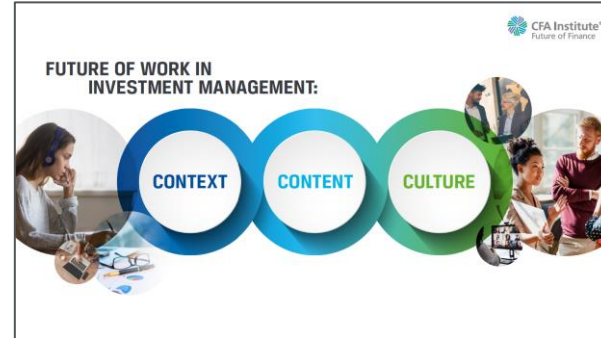 CFA Institute®
Future of Finance
FUTURE OF WORK IN
INVESTMENT MANAGEMENT:
CONTEXT
CONTENT
CULTURE